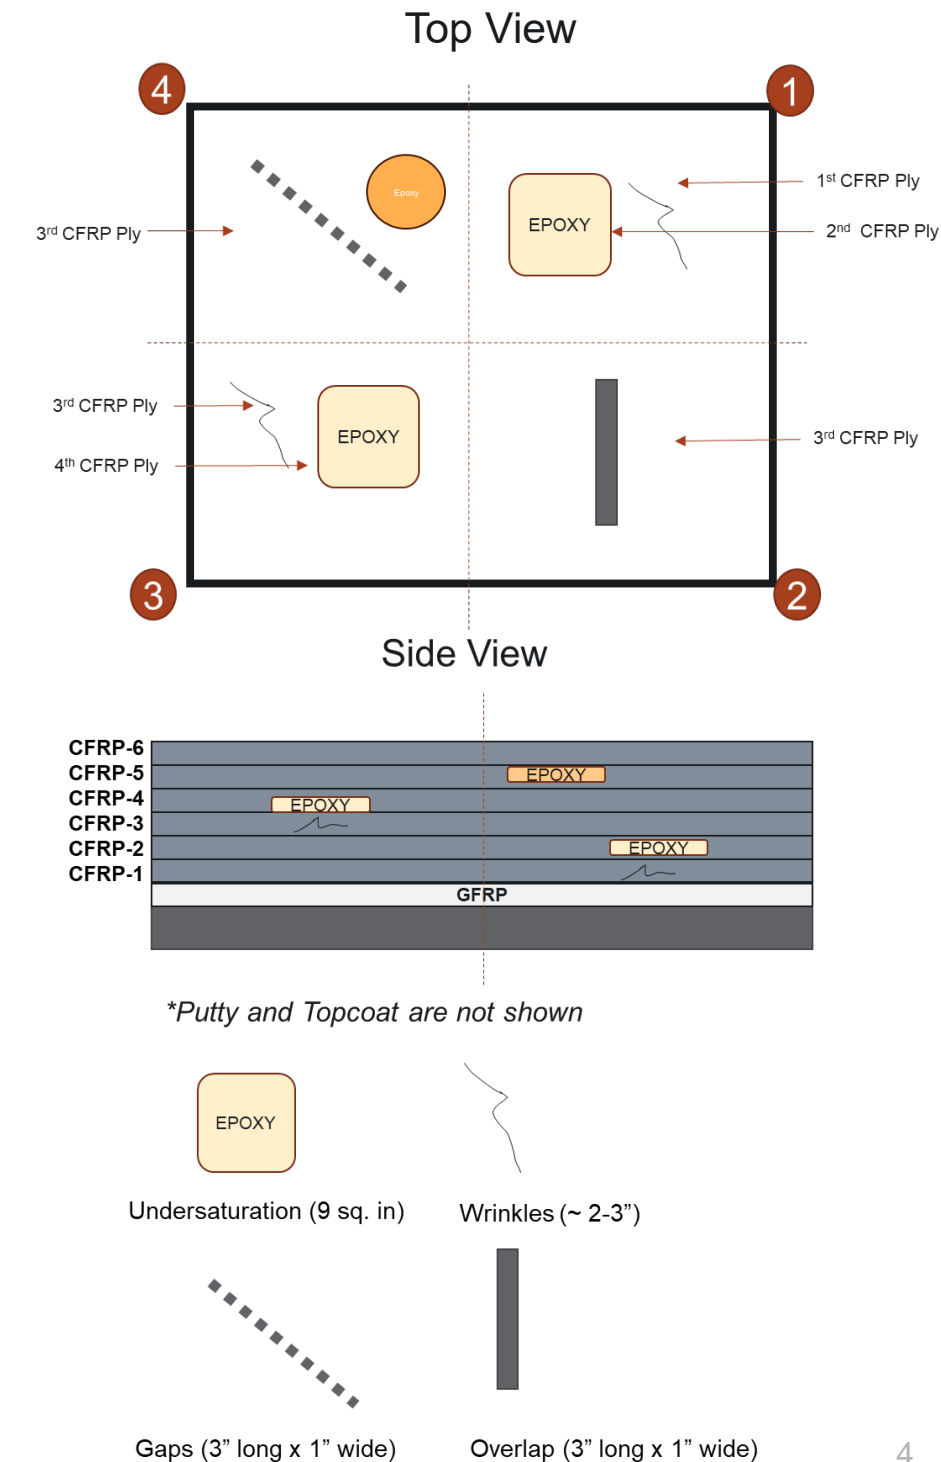 Top View
4
1
Epoxy
EPOXY
1st CFRP Ply
2nd CFRP Ply
3rd CFRP Ply
3rd CFRP Ply
4th CFRP Ply
EPOXY
3rd CFRP Ply
3
2
Side View
CFRP-6
CFRP-5
EPOXY
CFRP-4
EPOXY
CFRP-3
CFRP-2
EPOXY
CFRP-1
GFRP
*Putty and Topcoat are not shown
EPOXY
Undersaturation (9 sq. in)
Wrinkles (~ 2-3”)
Gaps (3” long x 1” wide)
Overlap (3” long x 1” wide)
4